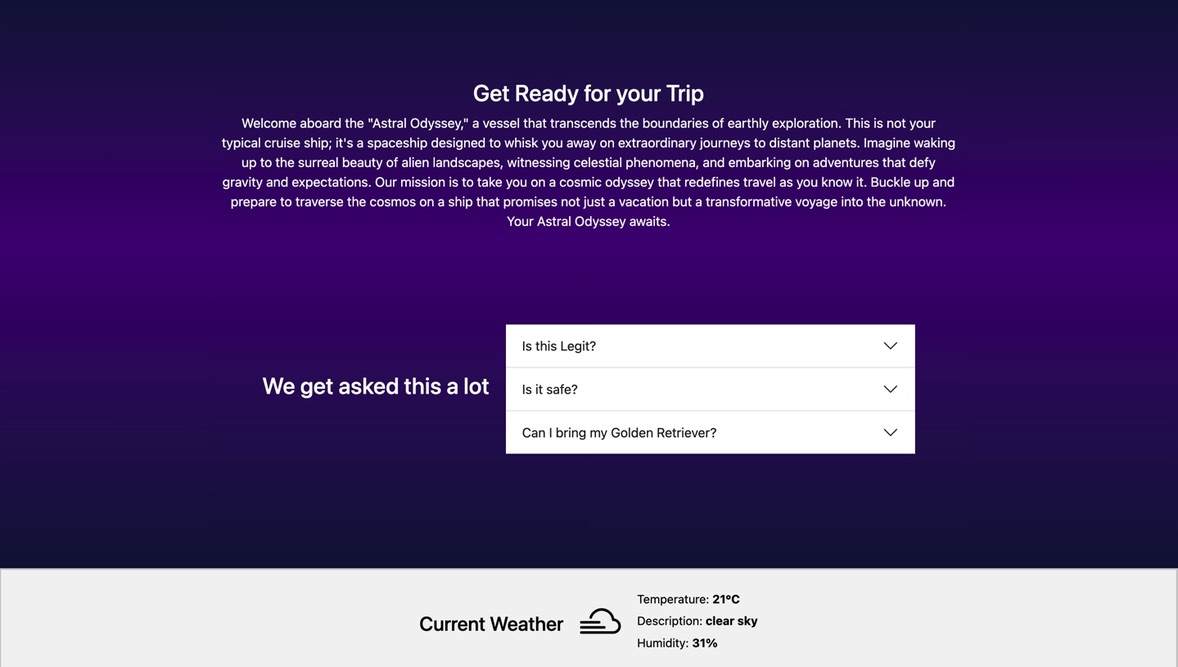 Get Ready for your Trip
Welcome aboard the "Astral Odyssey," a vessel that transcends the boundaries of earthly exploration. This is not your
typical cruise ship; it's a spaceship designed to whisk you away on extraordinary journeys to distant planets. Imagine waking
up to the surreal beauty of alien landscapes, witnessing celestial phenomena, and embarking on adventures that defy
gravity and expectations. Our mission is to take you on a cosmic odyssey that redefines travel as you know it. Buckle up and
prepare to traverse the cosmos on a ship that promises not just a vacation but a transformative voyage into the unknown.
Your Astral Odyssey awaits.
We get asked this a lot
Is this Legit?
Is it safe?
Can I bring my Golden Retriever?
Current Weather
Temperature: 21°C
Description: clear sky
Humidity: 31%